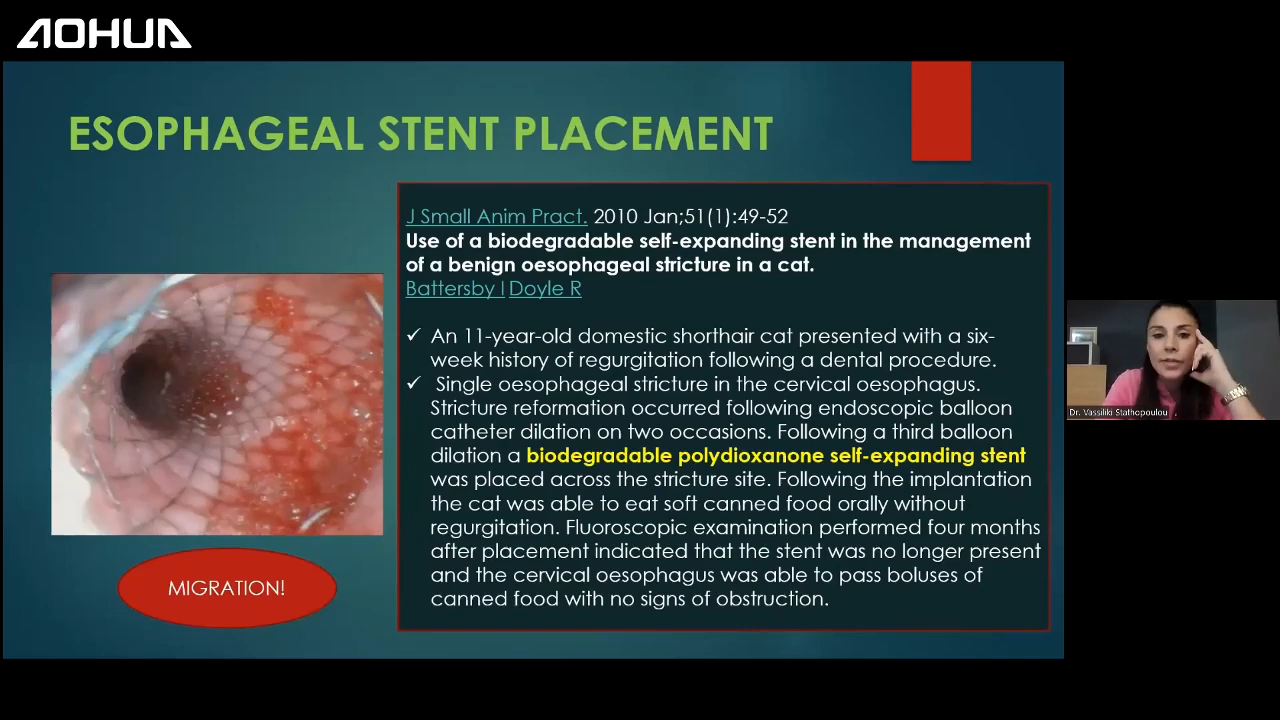 AOHUA
ESOPHAGEAL STENT PLACEMENT
J Small Anim Pract. 2010 Jan;51(1):49-52
Use of a biodegradable self-expanding stent in the management
of a benign oesophageal stricture in a cat.
Battersby I Doyle R
✓ An 11-year-old domestic shorthair cat presented with a six-
week history of regurgitation following a dental procedure.
✓ Single oesophageal stricture in the cervical oesophagus.
Stricture reformation occurred following endoscopic balloon
catheter dilation on two occasions. Following a third balloon
dilation a biodegradable polydioxanone self-expanding stent
was placed across the stricture site. Following the implantation
the cat was able to eat soft canned food orally without
regurgitation. Fluoroscopic examination performed four months
after placement indicated that the stent was no longer present
and the cervical oesophagus was able to pass boluses of
canned food with no signs of obstruction.
MIGRATION!
Dr. Vassiliki Stathopoulou